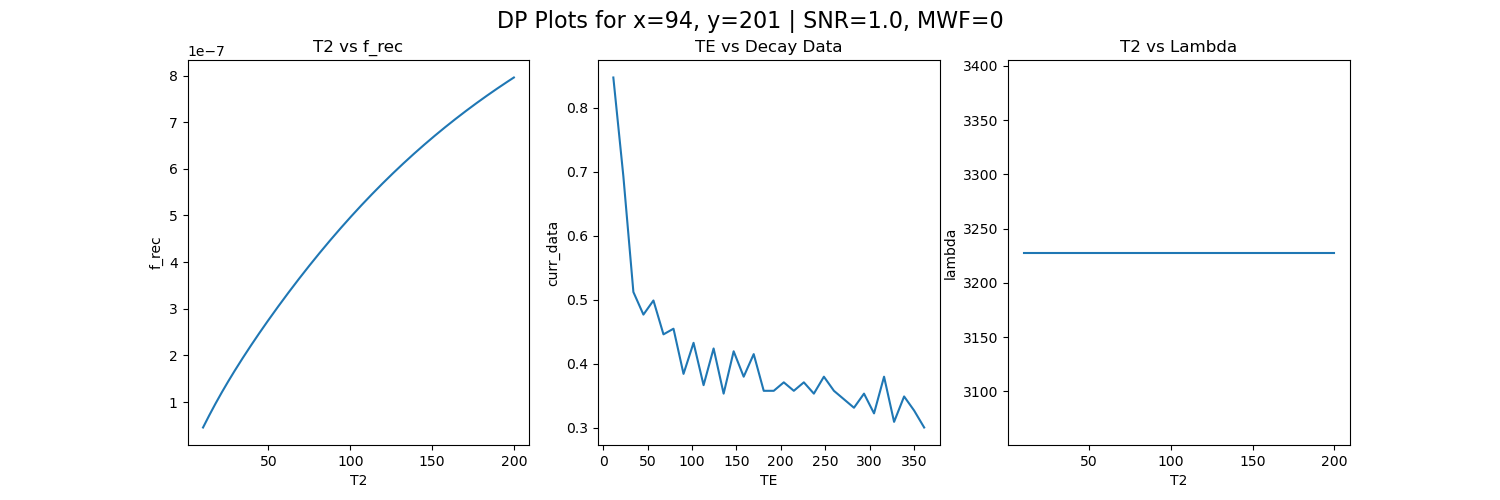 DP Plots for x=94, y=201 | SNR=1.0, MWF=0
T2 vs f_rec
1e−7
8
7
6
5
4
3
2
1
f_rec
50 100 150 200
T2
TE vs Decay Data
0.8
0.7
0.6
0.5
0.4
0.3
curr_data
0 50 100 150 200 250 300 350
TE
T2 vs Lambda
3400
3350
3300
3250
3200
3150
3100
lambda
50 100 150 200
T2